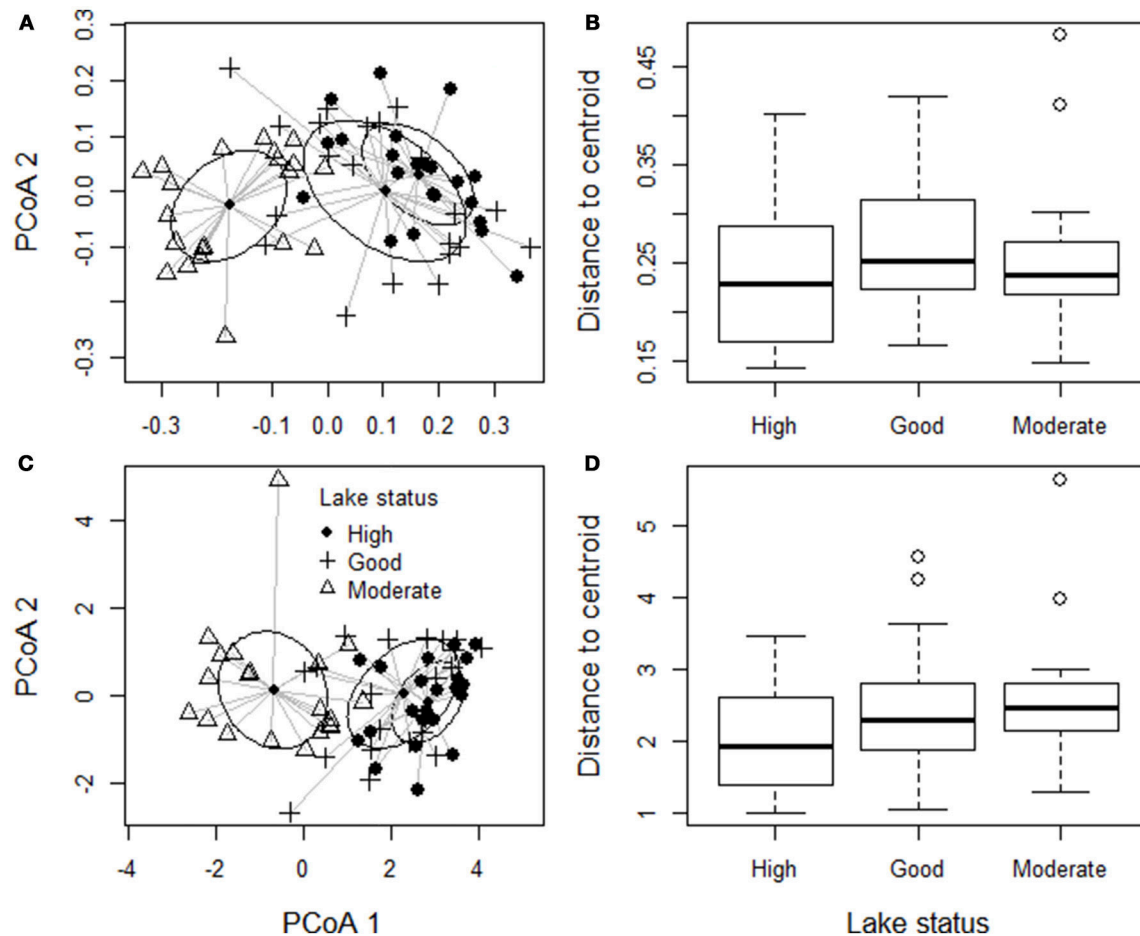 A
PCoA 2
0.3
0.2
0.1
0.0
-0.1
-0.3
-0.3
-0.1
0.0
0.1
0.2
0.3
B
Distance to centroid
0.45
0.35
0.25
0.15
High
Good
Moderate
C
PCoA 2
4
2
0
-2
Lake status
High
Good
Moderate
-4
-2
0
2
4
PCoA 1
D
Distance to centroid
5
4
3
2
1
High
Good
Moderate
Lake status